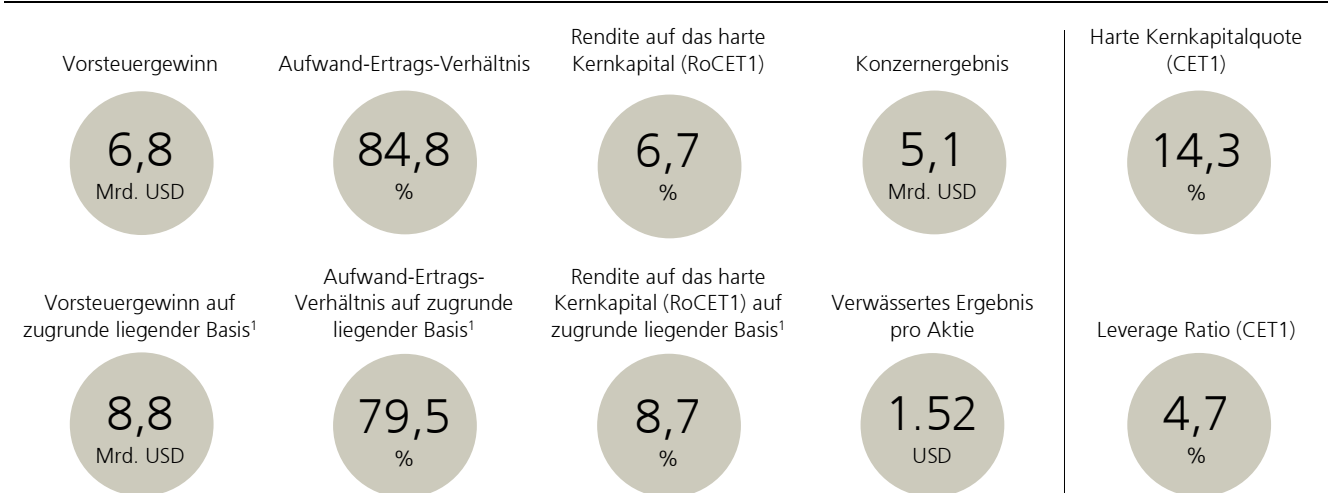 Vorsteuergewinn
6,8
Mrd. USD
Aufwand-Ertrags-Verhältnis
84,8
%
Rendite auf das harte
Kernkapital (RoCET1)
6,7
%
Konzernergebnis
5,1
Mrd. USD
Harte Kernkapitalquote
(CET1)
14,3
%
Vorsteuergewinn auf
zugrunde liegender Basis¹
8,8
Mrd. USD
Aufwand-Ertrags-
Verhältnis auf zugrunde
liegender Basis¹
79,5
%
Rendite auf das harte
Kernkapital (RoCET1) auf
zugrunde liegender Basis¹
8,7
%
Verwässertes Ergebnis
pro Aktie
1.52
USD
Leverage Ratio (CET1)
4,7
%